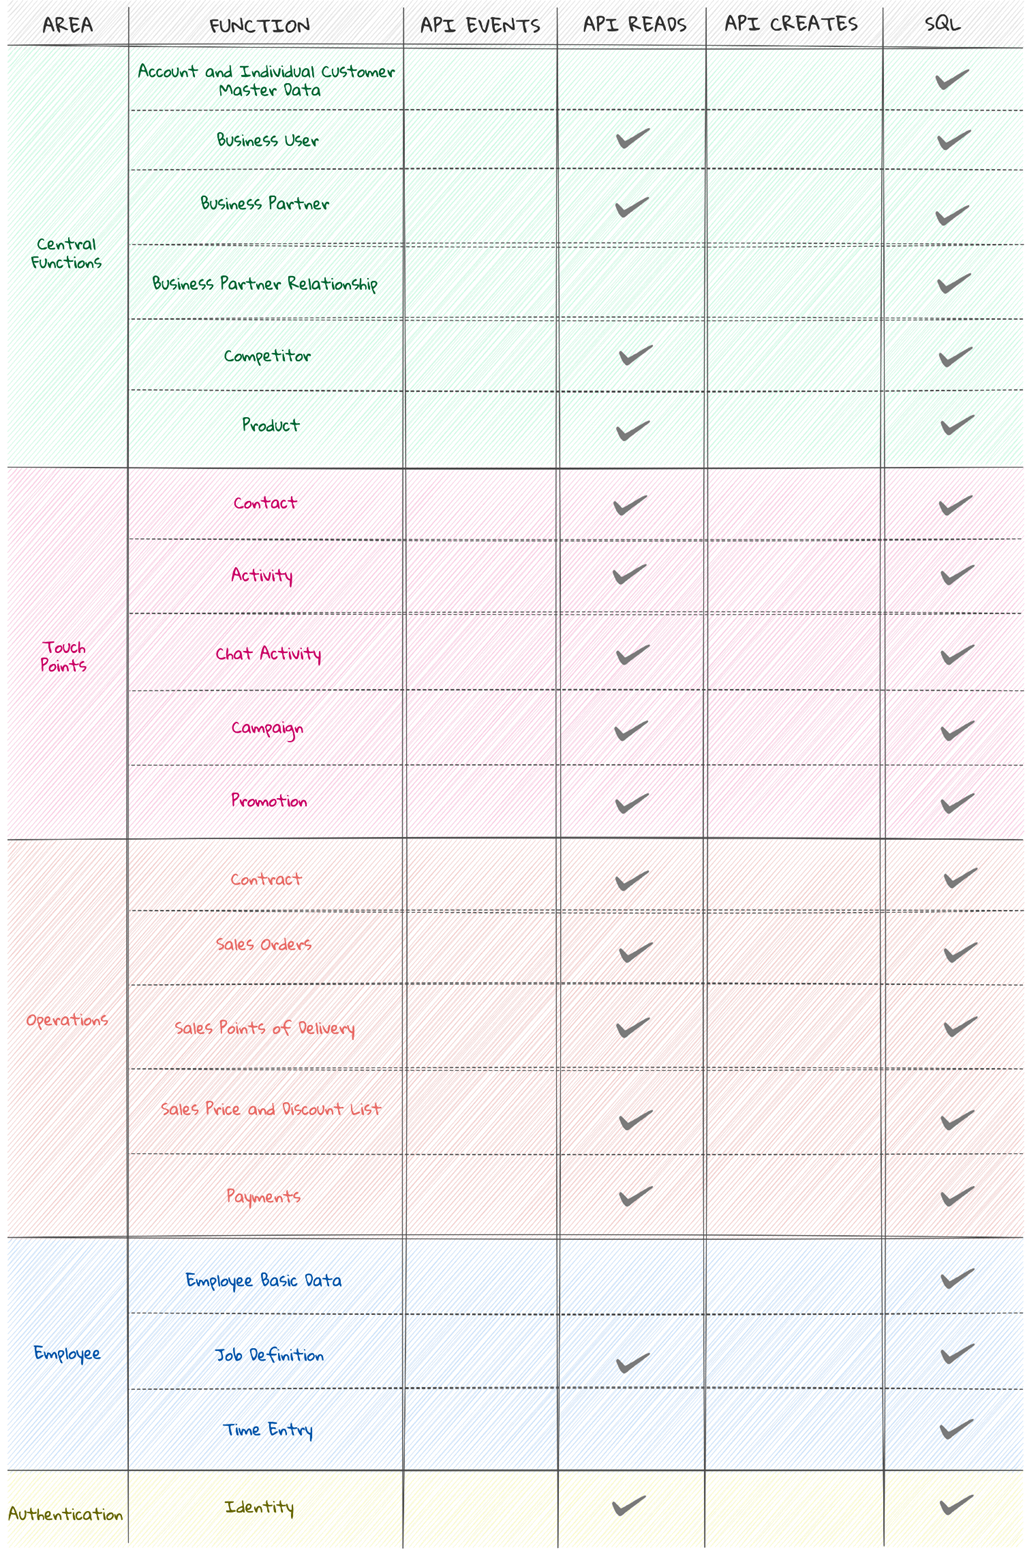 AREA FUNCTION API EVENTS API READS API CREATES SQL
Account and Individual Customer
Master Data
Business User
Business Partner
Central
Functions
Business Partner Relationship
Competitor
Product
Contact
Activity
Touch
Points
Chat Activity
Campaign
Promotion
Contract
Sales Orders
Operations
Sales Points of Delivery
Sales Price and Discount List
Payments
Employee Basic Data
Employee
Job Definition
Time Entry
Authentication
Identity